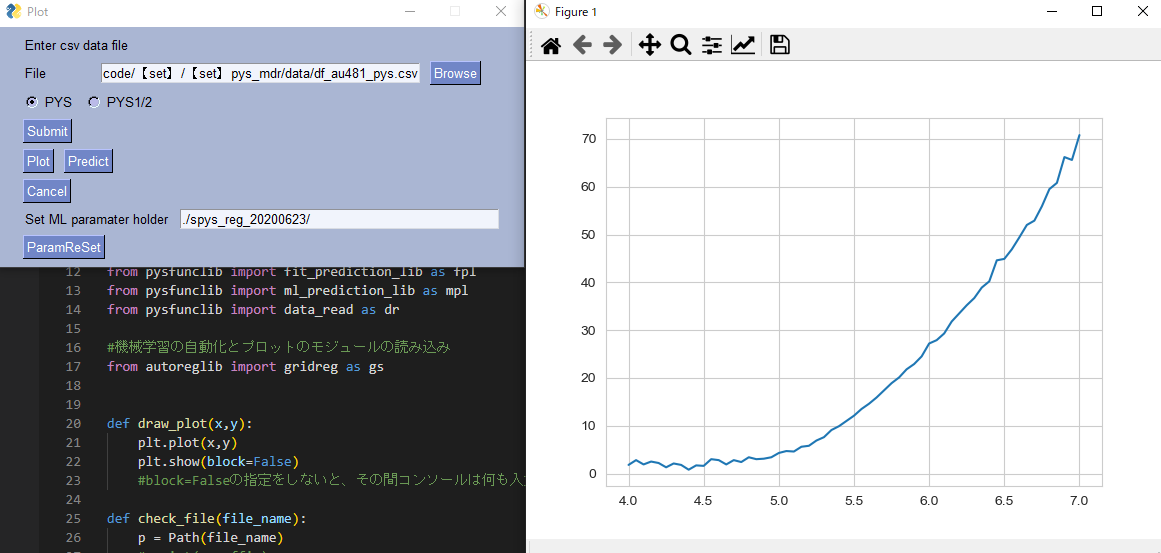 Plot
Enter csv data file
File code/【set】/【set】 pys_mdr/data/df_au481_pys.csv Browse
PYS PYS1/2
Submit
Plot Predict
Cancel
Set ML paramater holder ./spys_reg_20200623/
ParamReSet
12 from pysfunclib import fit_prediction_lib as fpl
13 from pysfunclib import ml_prediction_lib as mpl
14 from pysfunclib import data_read as dr
15
16 #機械学習の自動化とプロットのモジュールの読み込み
17 from autoreglib import gridreg as gs
18
19
20 def draw_plot(x,y):
21 plt.plot(x,y)
22 plt.show(block=False)
23 #block=Falseの指定をしないと、その間コンソールは何も入
24
25 def check_file(file_name):
26 p = Path(file_name)
Figure 1
70
60
50
40
30
20
10
0
4.0 4.5 5.0 5.5 6.0 6.5 7.0